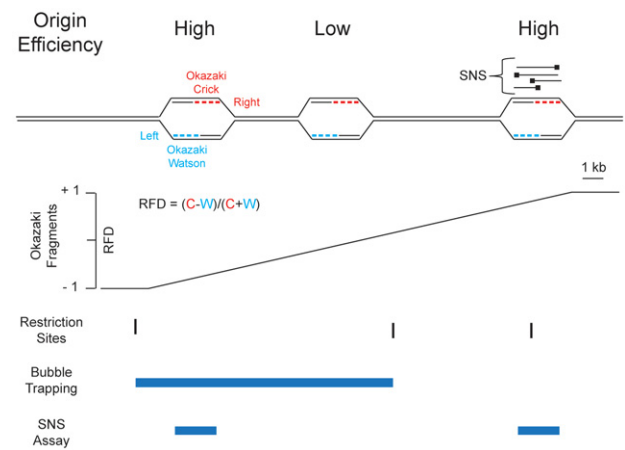 Origin
Efficiency
High
Low
High
SNS
Okazaki
Crick
Right
Left
Okazaki
Watson
1 kb
+ 1
RFD = (C-W)/(C+W)
Okazaki
Fragments
RFD
- 1
Restriction
Sites
Bubble
Trapping
SNS
Assay